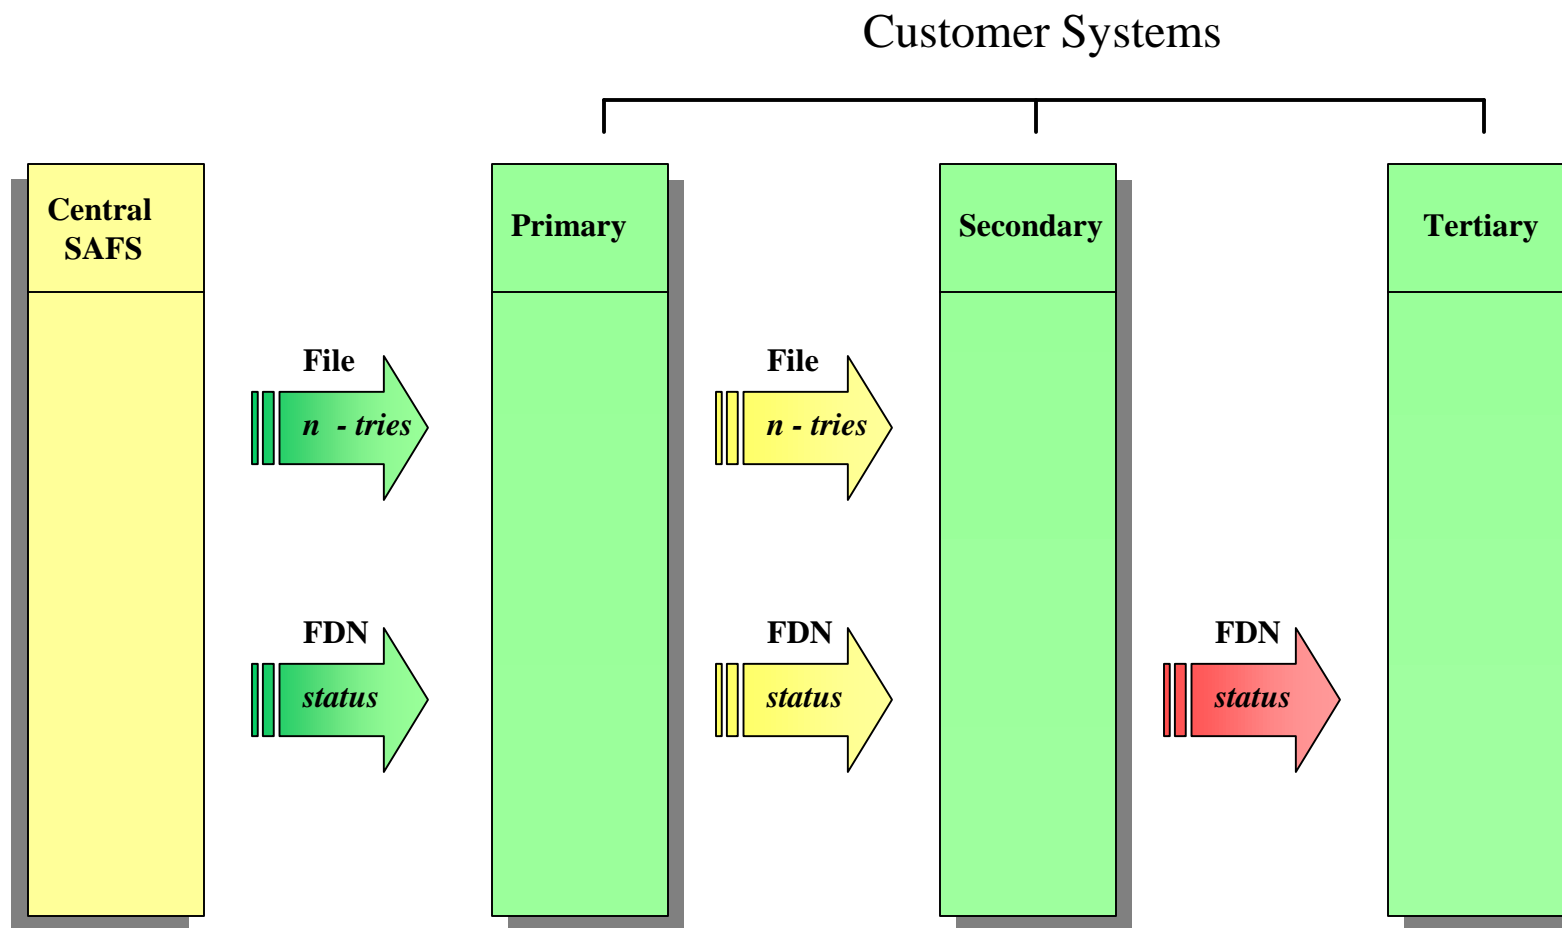 Customer Systems
Central
SAFS
Primary
Secondary
Tertiary
File
n - tries
File
n - tries
FDN
status
FDN
status
FDN
status